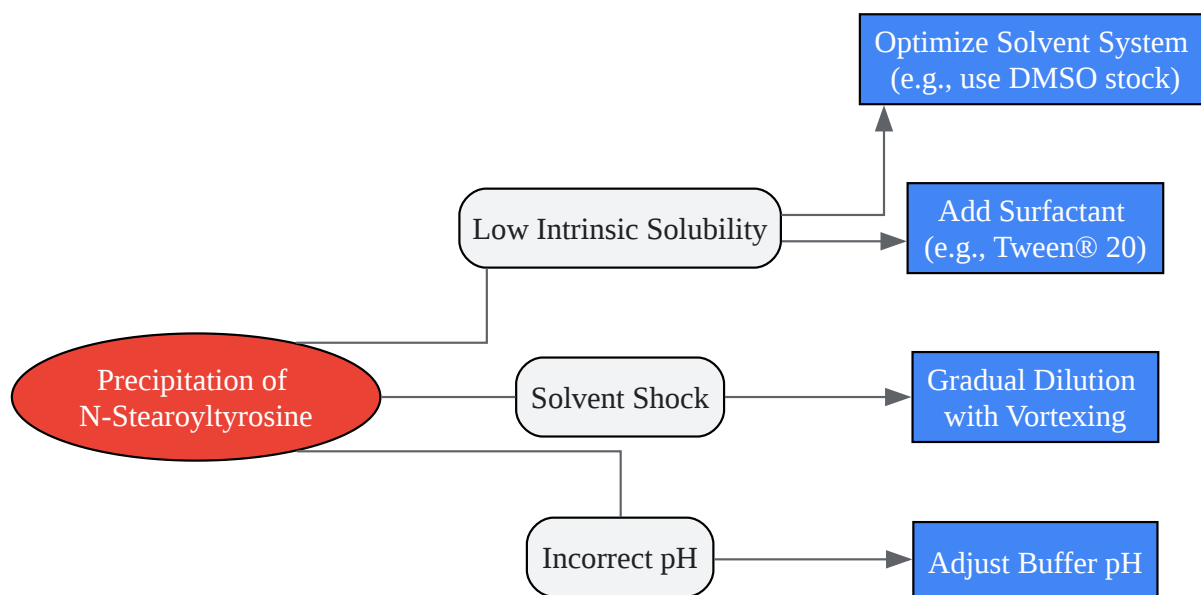 Optimize Solvent System
(e.g., use DMSO stock)
Low Intrinsic Solubility
Add Surfactant
(e.g., Tween® 20)
Precipitation of
N-Stearoyltyrosine
Solvent Shock
Gradual Dilution
with Vortexing
Incorrect pH
Adjust Buffer pH